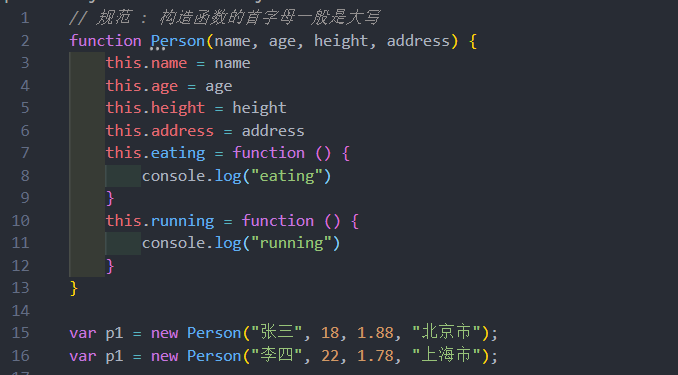 1 // 规范 : 构造函数的首字母一般是大写
2 function Person(name, age, height, address) {
3     this.name = name
4     this.age = age
5     this.height = height
6     this.address = address
7     this.eating = function () {
8         console.log("eating")
9     }
10     this.running = function () {
11         console.log("running")
12     }
13 }
14
15 var p1 = new Person("张三", 18, 1.88, "北京市");
16 var p1 = new Person("李四", 22, 1.78, "上海市");